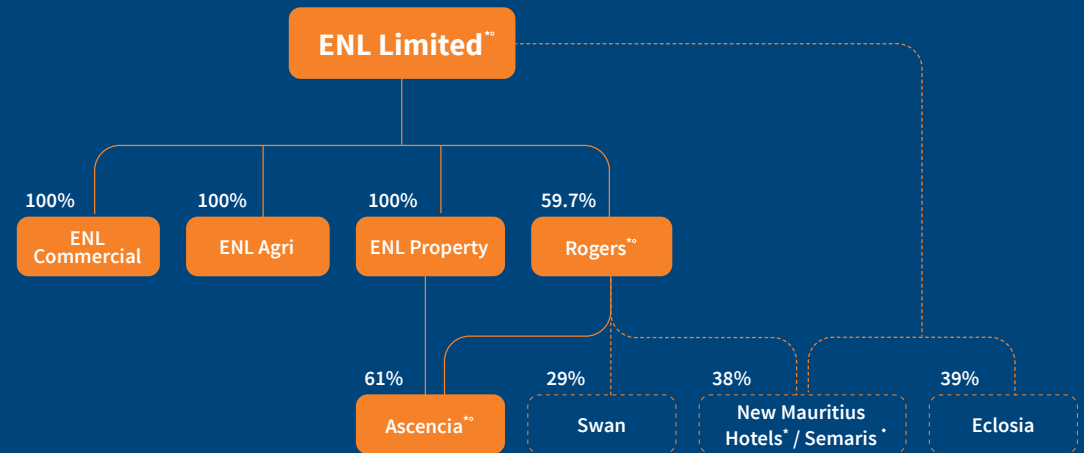 ENL Limited*°
100%
100%
100%
59.7%
ENL
Commercial
ENL Agri
ENL Property
Rogers*°
61%
29%
38%
39%
Ascencia*°
Swan
New Mauritius
Hotels* / Semaris ♦
Eclosia